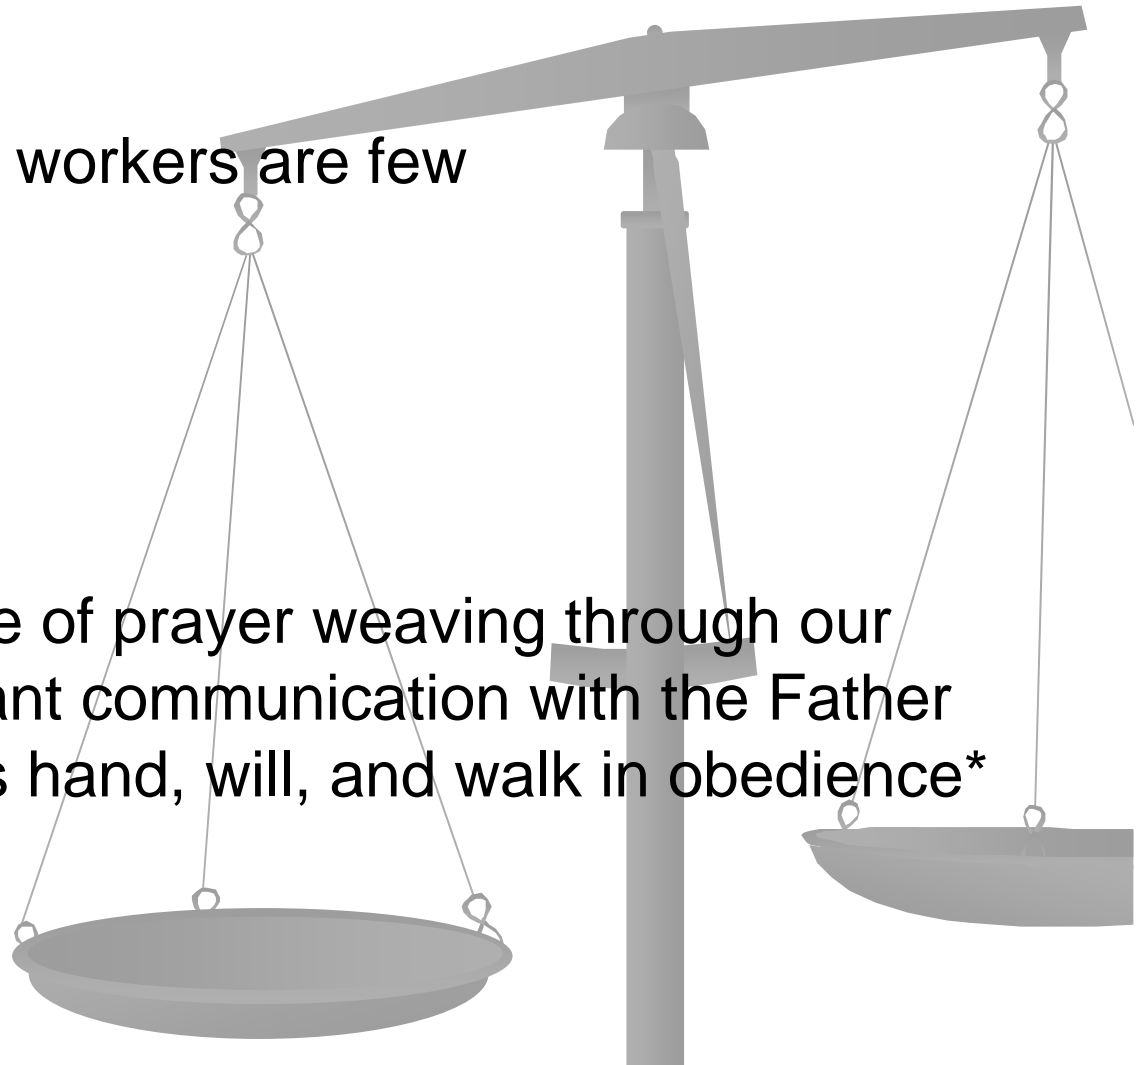 workers are few
e of prayer weaving through our
ant communication with the Father
s hand, will, and walk in obedience*